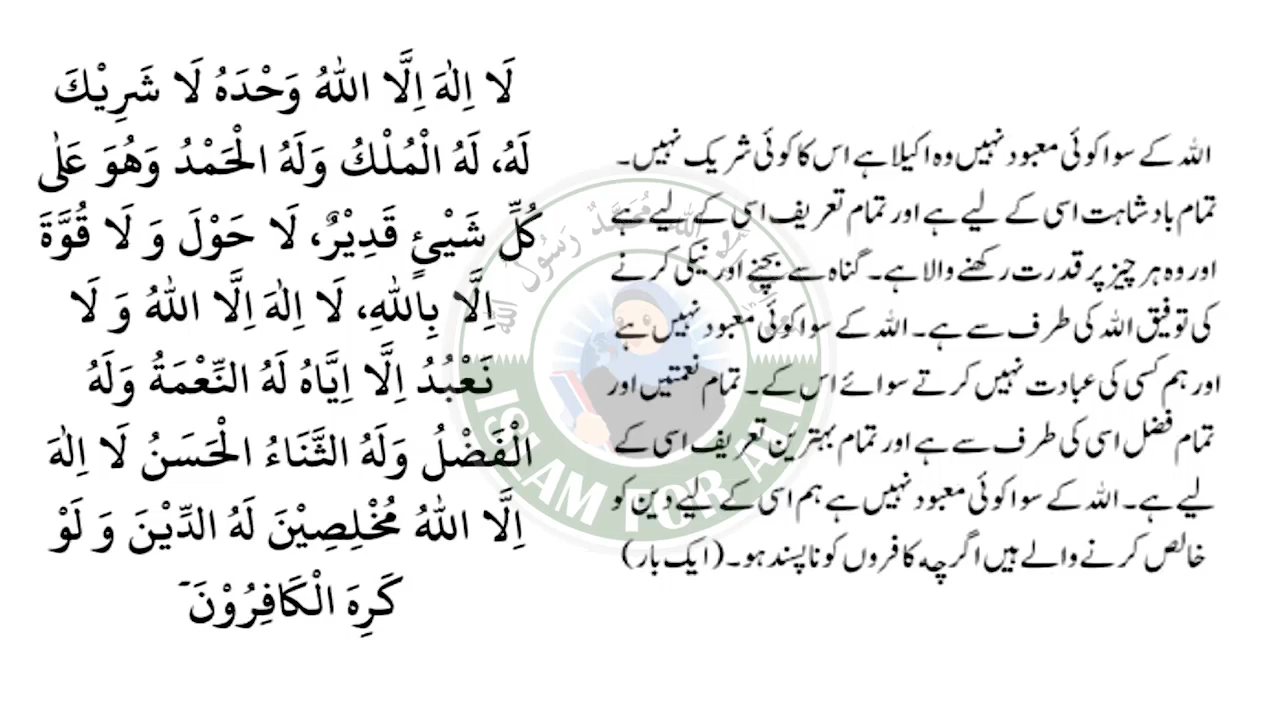 لَا اِلٰهَ اِلَّا اللّٰهُ وَحْدَهُ لَا شَرِيْكَ
لَهُ، لَهُ الْمُلْكُ وَلَهُ الْحَمْدُ وَهُوَ عَلٰى
كُلِّ شَيْئٍ قَدِيْرٌ، لَا حَوْلَ وَ لَا قُوَّةَ
اِلَّا بِاللّٰهِ، لَا اِلٰهَ اِلَّا اللّٰهُ وَ لَا
نَعْبُدُ اِلَّا اِيَّاهُ لَهُ النِّعْمَةُ وَلَهُ
الْفَضْلُ وَلَهُ الثَّنَاءُ الْحَسَنُ لَا اِلٰهَ
اِلَّا اللّٰهُ مُخْلِصِيْنَ لَهُ الدِّيْنَ وَ لَوْ
كَرِهَ الْكَافِرُوْنَ۔
اللہ کے سوا کوئی معبود نہیں وہ اکیلا ہے اس کا کوئی شریک نہیں۔
تمام بادشاہت اسی کے لیے ہے اور تمام تعریف اسی کے لیے ہے
اور وہ ہر چیز پر قدرت رکھنے والا ہے۔ گناہ سے بچنے اور نیکی کرنے
کی توفیق اللہ کی طرف سے ہے۔ اللہ کے سوا کوئی معبود نہیں ہے
اور ہم کسی کی عبادت نہیں کرتے سوائے اس کے۔ تمام نعمتیں اور
تمام فضل اسی کی طرف سے ہے اور تمام بہترین تعریف اسی کے
لیے ہے۔ اللہ کے سوا کوئی معبود نہیں ہے ہم اسی کے لیے دین کو
خالص کرنے والے ہیں اگرچہ کافروں کو ناپسند ہو۔ (ایک بار)
ISLAM FOR ALL